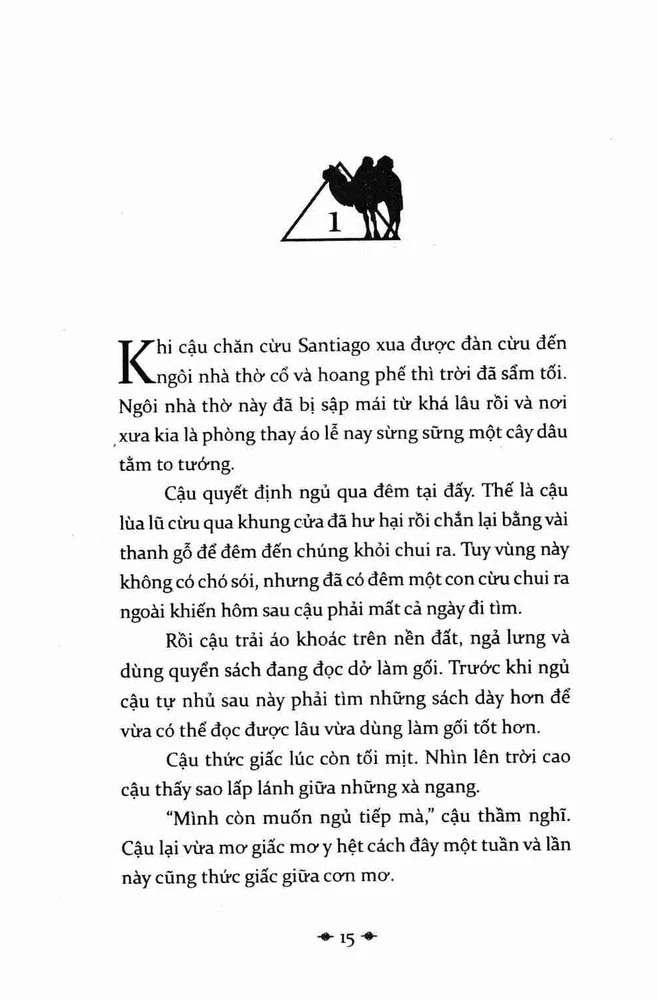 1
Khi cậu chăn cừu Santiago xua được đàn cừu đến
ngôi nhà thờ cổ và hoang phế thì trời đã sẩm tối.
Ngôi nhà thờ này đã bị sập mái từ khá lâu rồi và nơi
xưa kia là phòng thay áo lễ nay sừng sững một cây dâu
tằm to tướng.
Cậu quyết định ngủ qua đêm tại đấy. Thế là cậu
lùa lũ cừu qua khung cửa đã hư hại rồi chắn lại bằng vài
thanh gỗ để đêm đến chúng khỏi chui ra. Tuy vùng này
không có chó sói, nhưng đã có đêm một con cừu chui ra
ngoài khiến hôm sau cậu phải mất cả ngày đi tìm.
Rồi cậu trải áo khoác trên nền đất, ngả lưng và
dùng quyển sách đang đọc dở làm gối. Trước khi ngủ
cậu tự nhủ sau này phải tìm những sách dày hơn để
vừa có thể đọc được lâu vừa dùng làm gối tốt hơn.
Cậu thức giấc lúc còn tối mịt. Nhìn lên trời cao
cậu thấy sao lấp lánh giữa những xà ngang.
“Mình còn muốn ngủ tiếp mà,” cậu thầm nghĩ.
Cậu lại vừa mơ giấc mơ y hệt cách đây một tuần và lần
này cũng thức giấc giữa cơn mơ.
15